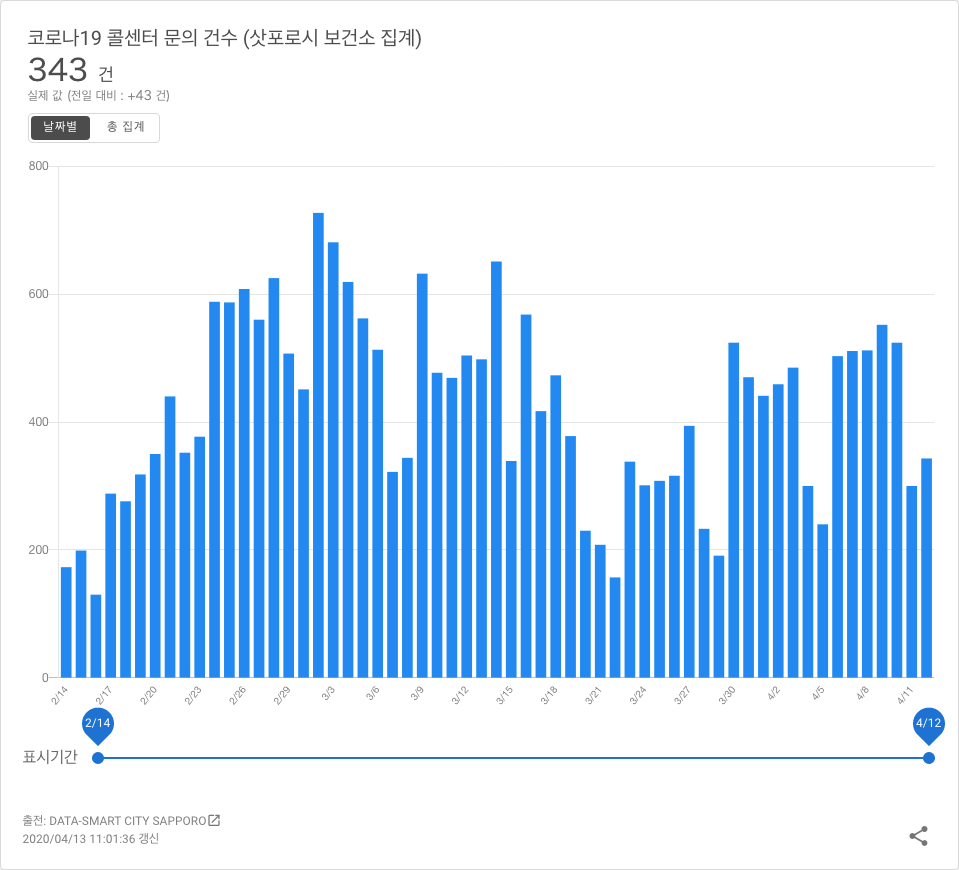 코로나19 콜센터 문의 건수 (삿포로시 보건소 집계)
343 건
실제 값 (전일 대비 : +43 건)
날짜별 총 집계
800
600
400
200
0
2/14 2/17 2/20 2/23 2/26 2/29 3/3 3/6 3/9 3/12 3/15 3/18 3/21 3/24 3/27 3/30 4/2 4/5 4/8 4/11
2/14 4/12
표시기간
출전: DATA-SMART CITY SAPPORO
2020/04/13 11:01:36 갱신